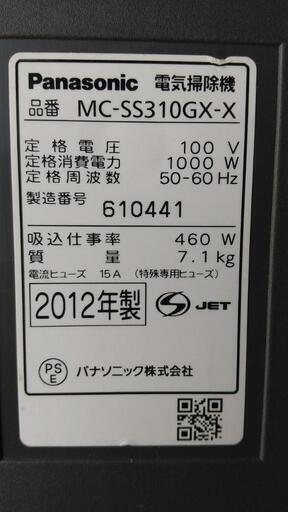 Panasonic 電気掃除機
品番 MC-SS310GX-X
定格電圧 100 V
定格消費電力 1000 W
定格周波数 50-60 Hz
製造番号 610441
吸込仕事率 460 W
質量 7.1 kg
電流ヒューズ 15A (特殊専用ヒューズ)
2012年製 S JET
PS E パナソニック株式会社